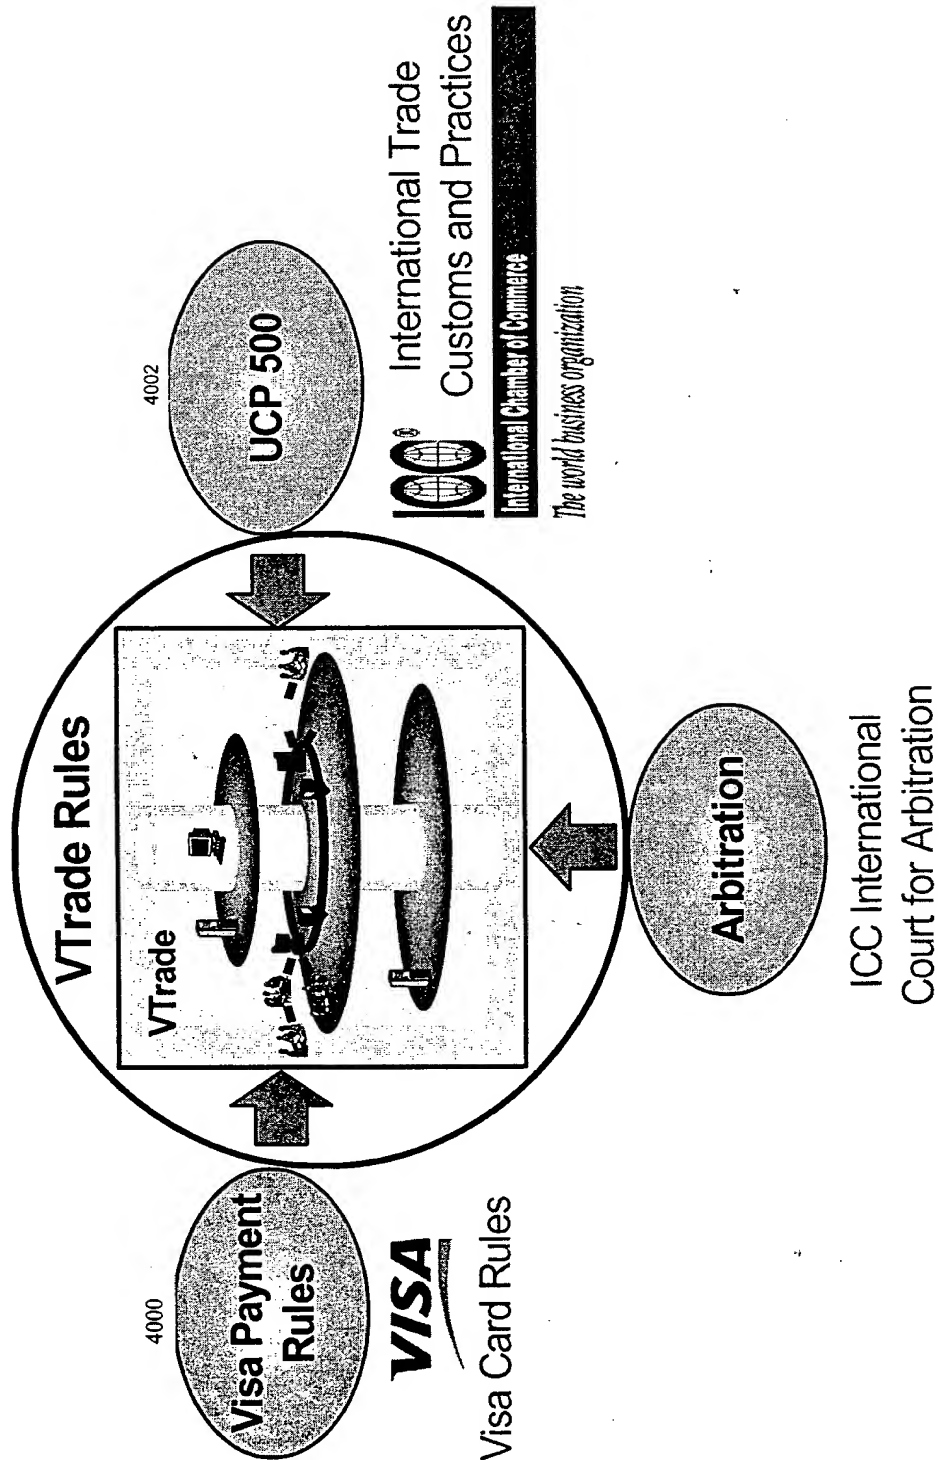 VTrade Rules
VTrade
4000
Visa Payment
Rules
VISA
Visa Card Rules
4002
UCP 500
ICC®
International Trade
Customs and Practices
International Chamber of Commerce
The world business organization
Arbitration
ICC International
Court for Arbitration